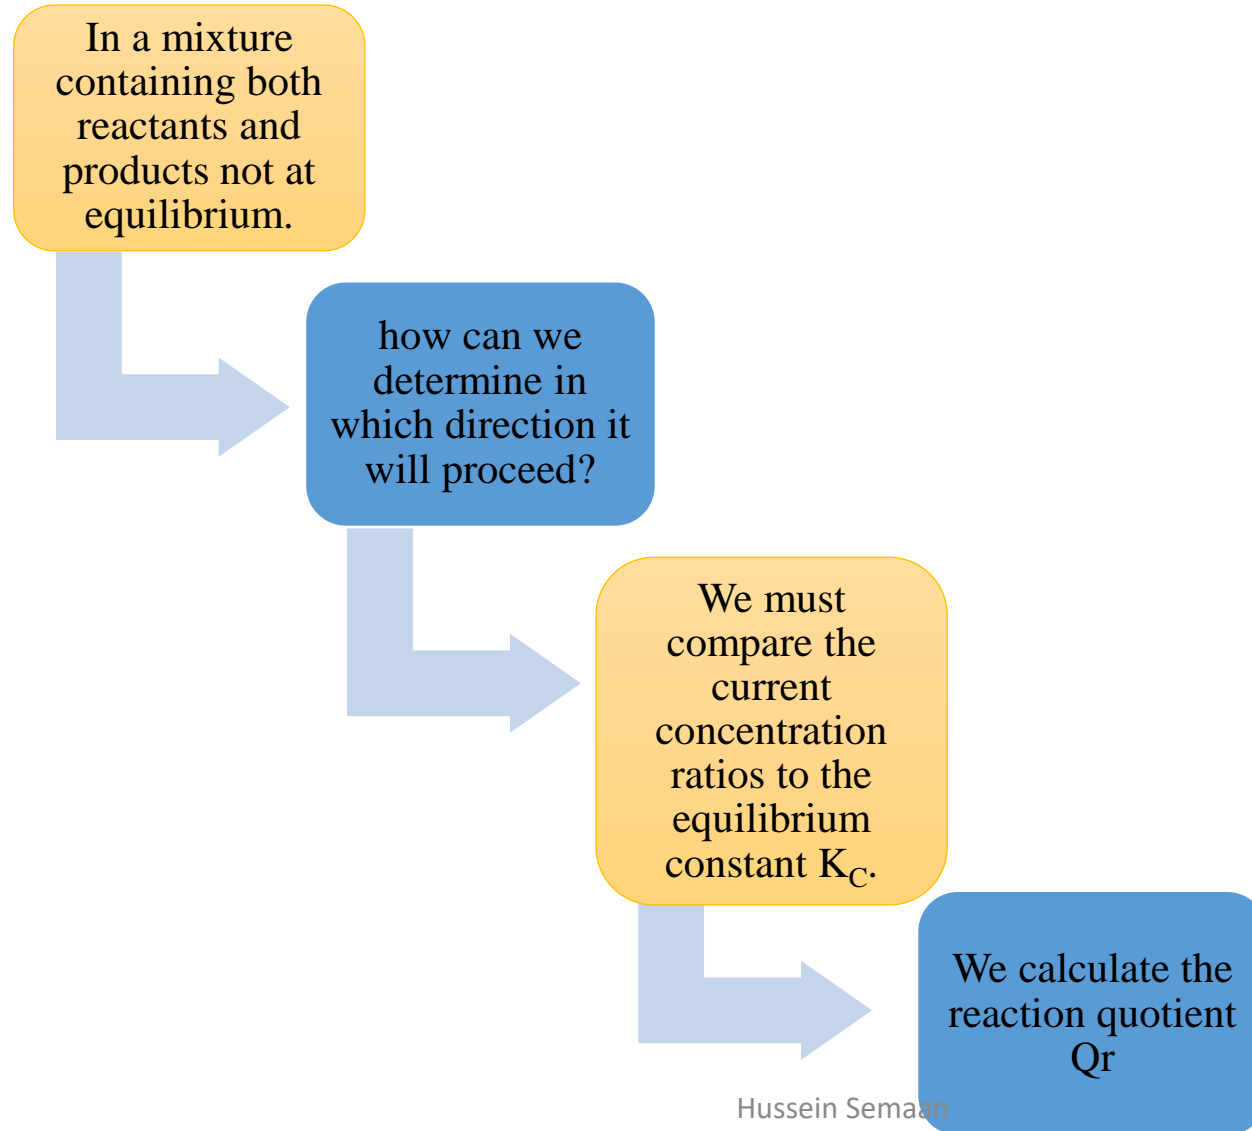 In a mixture
containing both
reactants and
products not at
equilibrium.
how can we
determine in
which direction it
will proceed?
We must
compare the
current
concentration
ratios to the
equilibrium
constant K_C.
We calculate the
reaction quotient
Qr
Hussein Semaan